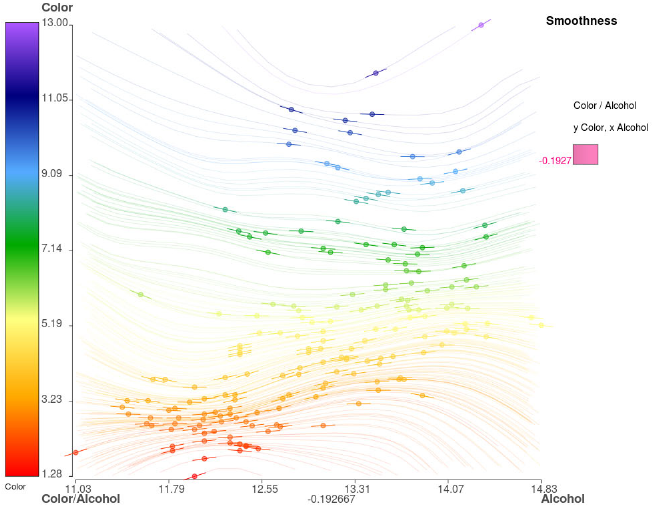 Color
13.00
Smoothness
11.05
Color / Alcohol
y Color, x Alcohol
-0.1927
9.09
7.14
5.19
3.23
1.28
Color
11.03 11.79 12.55 13.31 14.07 14.83
Color/Alcohol -0.192667 Alcohol